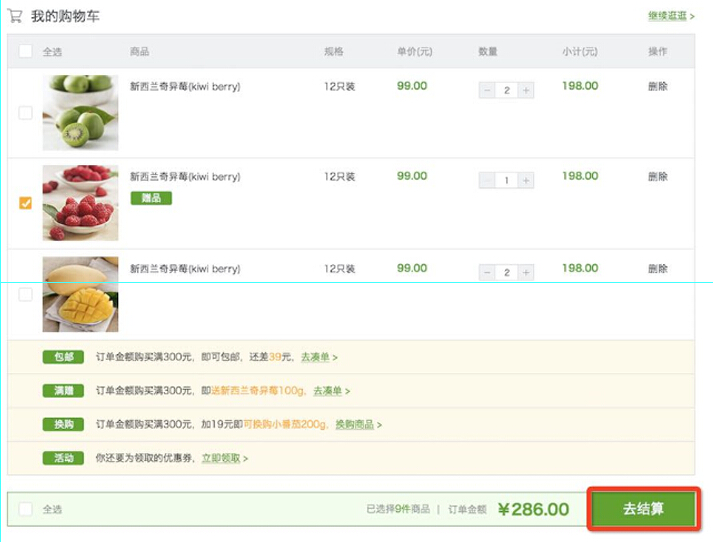 我的购物车 继续逛逛 >
全选 商品 规格 单价(元) 数量 小计(元) 操作
新西兰奇异莓(kiwi berry) 12只装 99.00 − 2 + 198.00 删除
新西兰奇异莓(kiwi berry) 12只装 99.00 − 1 + 198.00 删除
赠品
新西兰奇异莓(kiwi berry) 12只装 99.00 − 2 + 198.00 删除
包邮 订单金额购买满300元，即可包邮，还差39元，去凑单 >
满赠 订单金额购买满300元，即送新西兰奇异莓100g，去凑单 >
换购 订单金额购买满300元，加19元即可换购小番茄200g，换购商品 >
活动 你还要为领取的优惠券，立即领取 >
全选 已选择9件商品 | 订单金额 ¥286.00 去结算